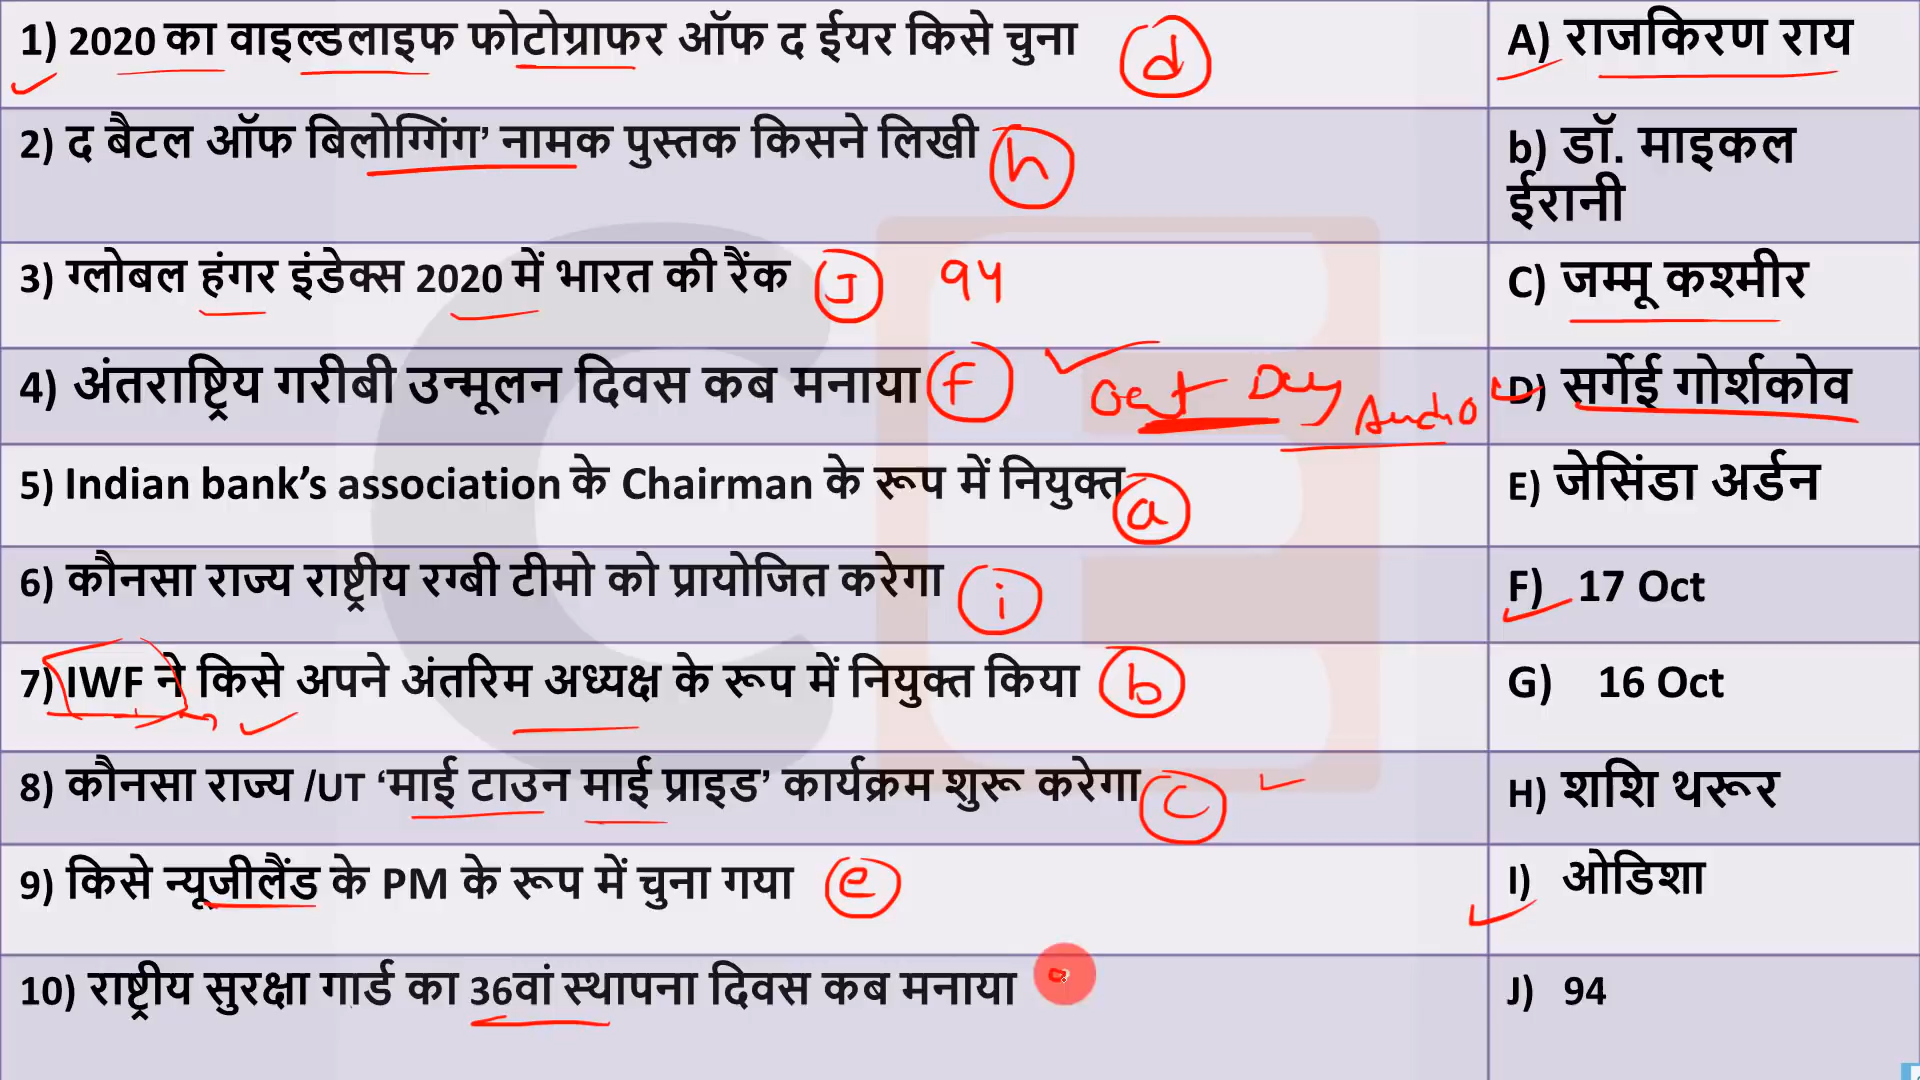 1) 2020 का वाइल्डलाइफ फोटोग्राफर ऑफ द ईयर किसे चुना d
A) राजकिरण राय
2) द बैटल ऑफ बिलोग्गिंग’ नामक पुस्तक किसने लिखी h
b) डॉ. माइकल
ईरानी
3) ग्लोबल हंगर इंडेक्स 2020 में भारत की रैंक J 94
C) जम्मू कश्मीर
4) अंतराष्ट्रिय गरीबी उन्मूलन दिवस कब मनाया f Day Audio
D) सर्गेई गोर्शकोव
5) Indian bank’s association के Chairman के रूप में नियुक्त a
E) जेसिंडा अर्डन
6) कौनसा राज्य राष्ट्रीय रग्बी टीमो को प्रायोजित करेगा i
F) 17 Oct
7) IWF ने किसे अपने अंतरिम अध्यक्ष के रूप में नियुक्त किया b
G) 16 Oct
8) कौनसा राज्य /UT ‘माई टाउन माई प्राइड’ कार्यक्रम शुरू करेगा C
H) शशि थरूर
9) किसे न्यूजीलैंड के PM के रूप में चुना गया e
I) ओडिशा
10) राष्ट्रीय सुरक्षा गार्ड का 36वां स्थापना दिवस कब मनाया
J) 94